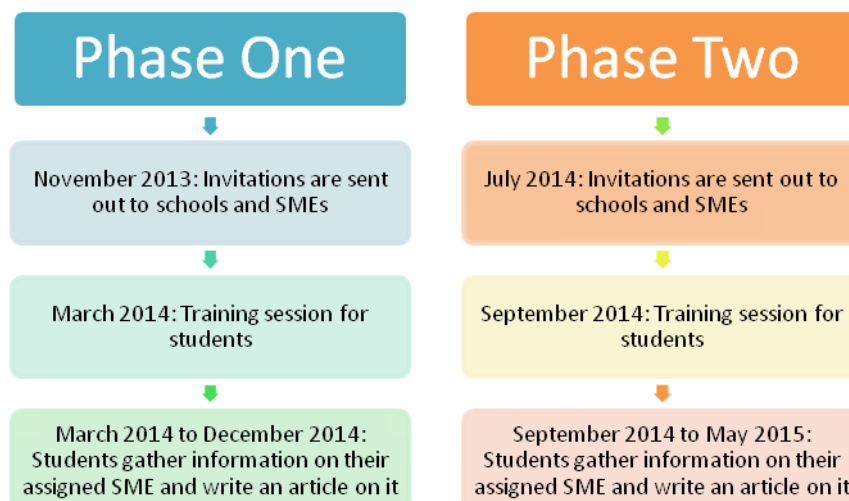 Phase One
November 2013: Invitations are sent
out to schools and SMEs
March 2014: Training session for
students
March 2014 to December 2014:
Students gather information on their
assigned SME and write an article on it
Phase Two
July 2014: Invitations are sent out to
schools and SMEs
September 2014: Training session for
students
September 2014 to May 2015:
Students gather information on their
assigned SME and write an article on it